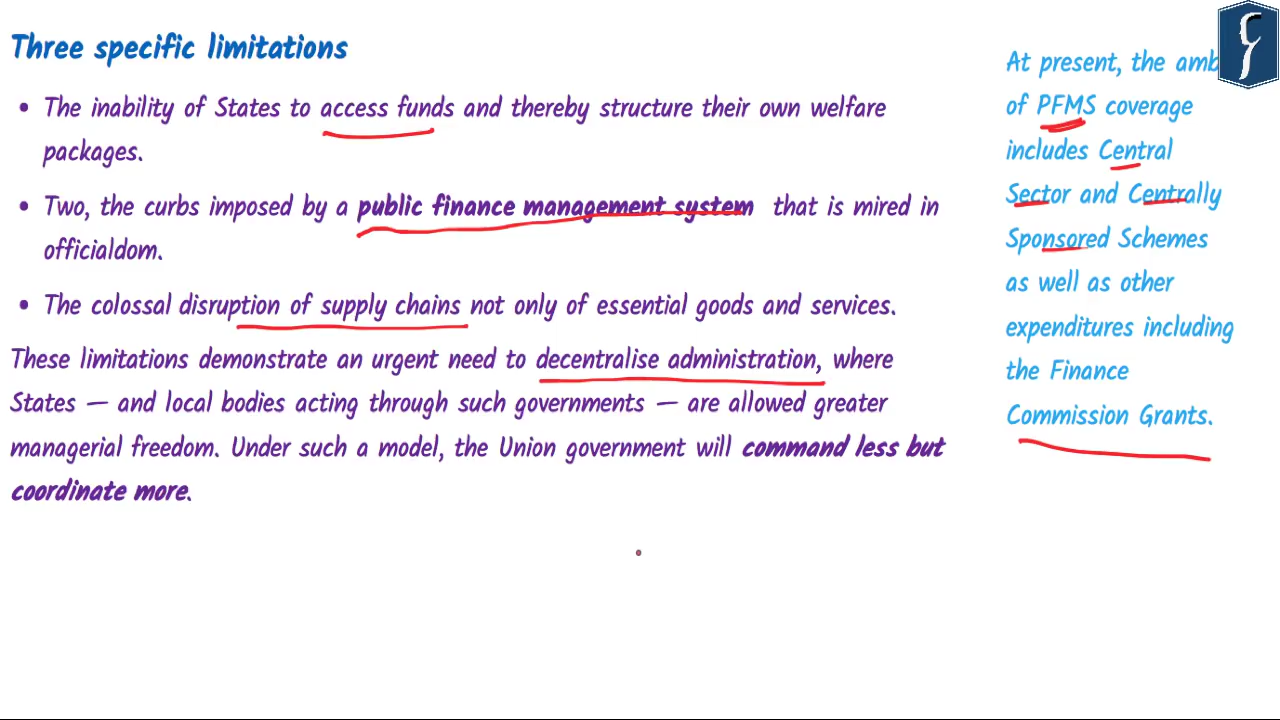 Three specific limitations
• The inability of States to access funds and thereby structure their own welfare
packages.
• Two, the curbs imposed by a public finance management system that is mired in
officialdom.
• The colossal disruption of supply chains not only of essential goods and services.
These limitations demonstrate an urgent need to decentralise administration, where
States — and local bodies acting through such governments — are allowed greater
managerial freedom. Under such a model, the Union government will command less but
coordinate more.
At present, the
of PFMS coverage
includes Central
Sector and Centrally
Sponsored Schemes
as well as other
expenditures including
the Finance
Commission Grants.